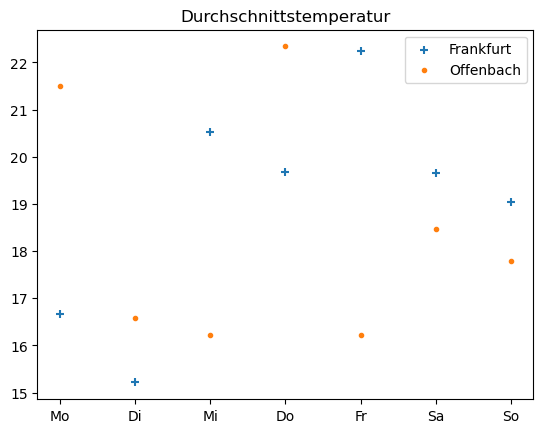 Durchschnittstemperatur
Frankfurt
Offenbach
22
21
20
19
18
17
16
15
Mo Di Mi Do Fr Sa So